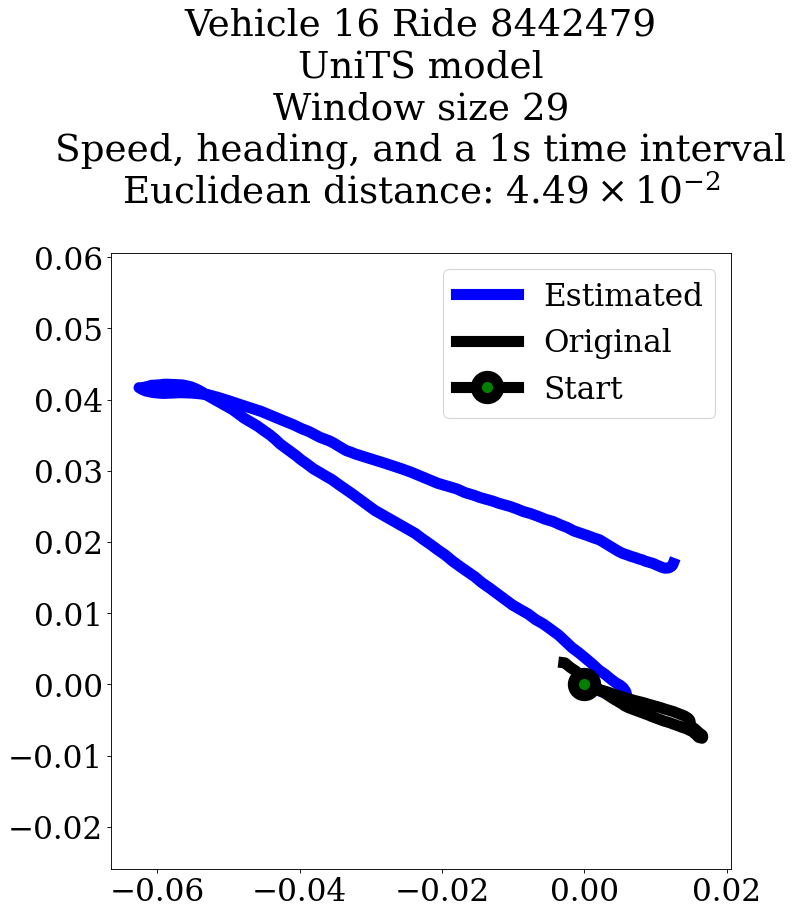 Vehicle 16 Ride 8442479
UniTS model
Window size 29
Speed, heading, and a 1s time interval
Euclidean distance: 4.49 × 10⁻²
Estimated
Original
Start
0.06
0.05
0.04
0.03
0.02
0.01
0.00
−0.01
−0.02
−0.06 −0.04 −0.02 0.00 0.02